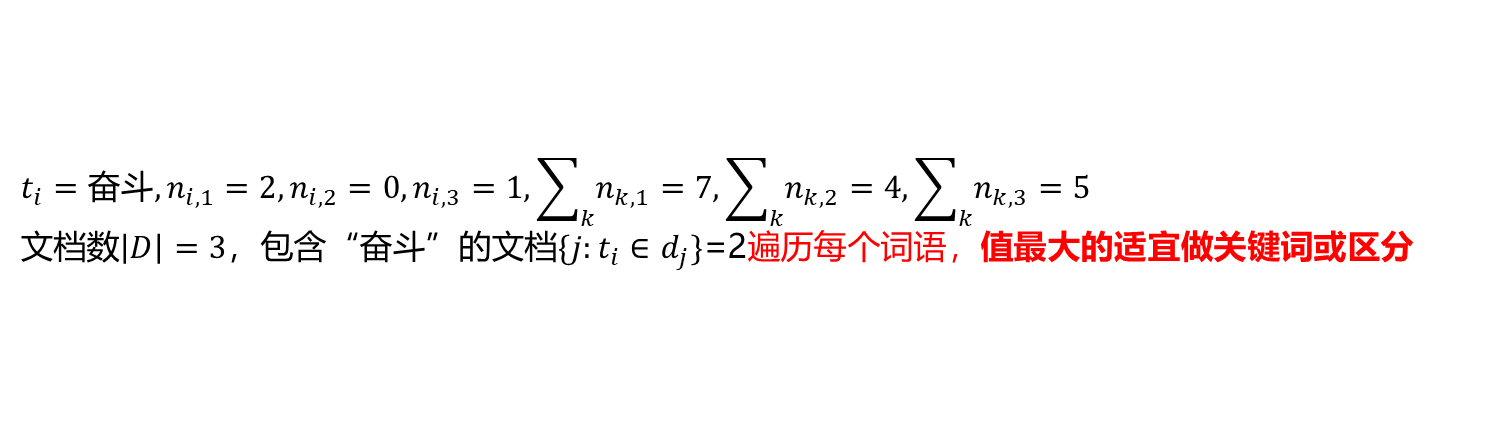 t_i = 奋斗, n_{i,1} = 2, n_{i,2} = 0, n_{i,3} = 1, ∑_k n_{k,1} = 7, ∑_k n_{k,2} = 4, ∑_k n_{k,3} = 5
文档数|D| = 3，包含“奋斗”的文档{j: t_i ∈ d_j}=2遍历每个词语，值最大的适宜做关键词或区分